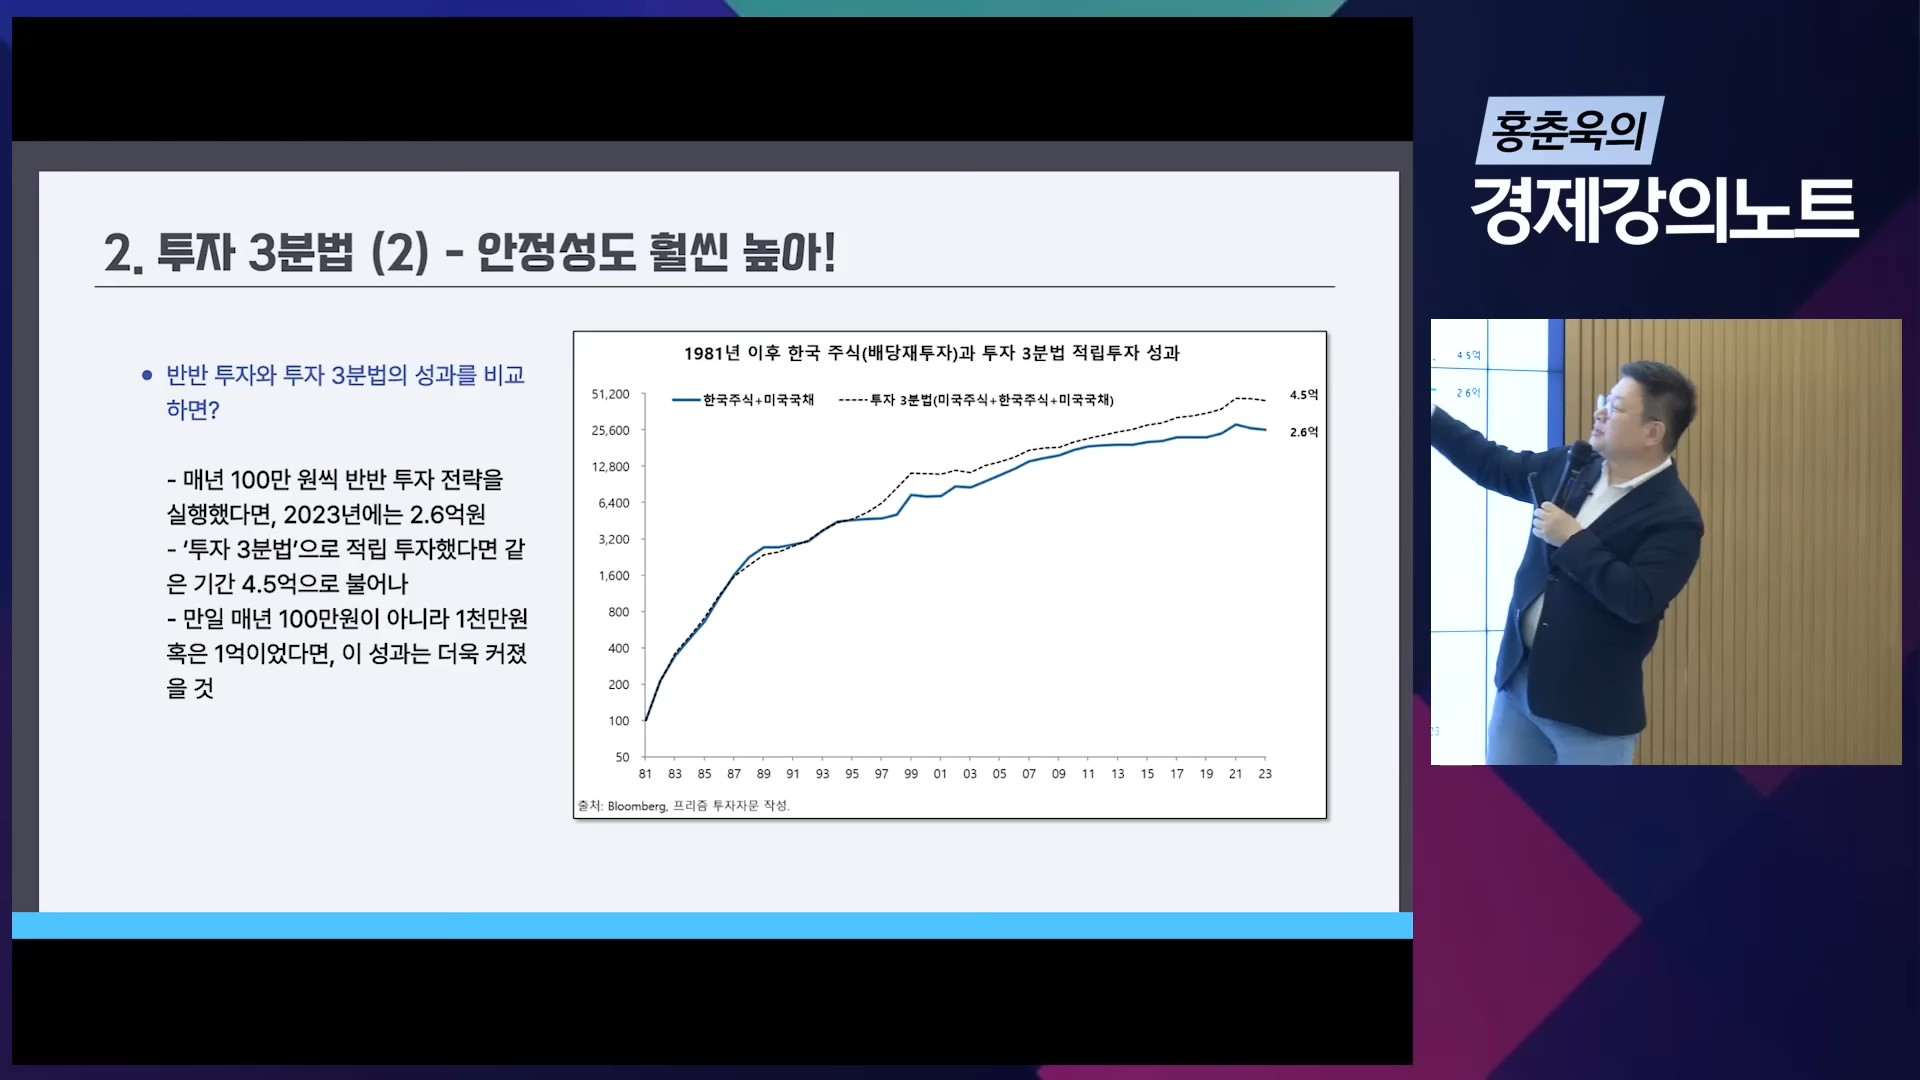 홍춘욱의
경제강의노트
2. 투자 3분법 (2) - 안정성도 훨씬 높아!
• 반반 투자와 투자 3분법의 성과를 비교
하면?
- 매년 100만 원씩 반반 투자 전략을
실행했다면, 2023년에는 2.6억원
- ‘투자 3분법’으로 적립 투자했다면 같
은 기간 4.5억으로 불어나
- 만일 매년 100만원이 아니라 1천만원
혹은 1억이었다면, 이 성과는 더욱 커졌
을 것
1981년 이후 한국 주식(배당재투자)과 투자 3분법 적립투자 성과
한국주식+미국국채 투자 3분법(미국주식+한국주식+미국국채)
4.5억
2.6억
51,200
25,600
12,800
6,400
3,200
1,600
800
400
200
100
50
81 83 85 87 89 91 93 95 97 99 01 03 05 07 09 11 13 15 17 19 21 23
출처: Bloomberg, 프리즘 투자자문 작성.
4.5억
2.6억
23